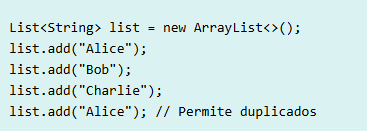 List<String> list = new ArrayList<>();
list.add("Alice");
list.add("Bob");
list.add("Charlie");
list.add("Alice"); // Permite duplicados